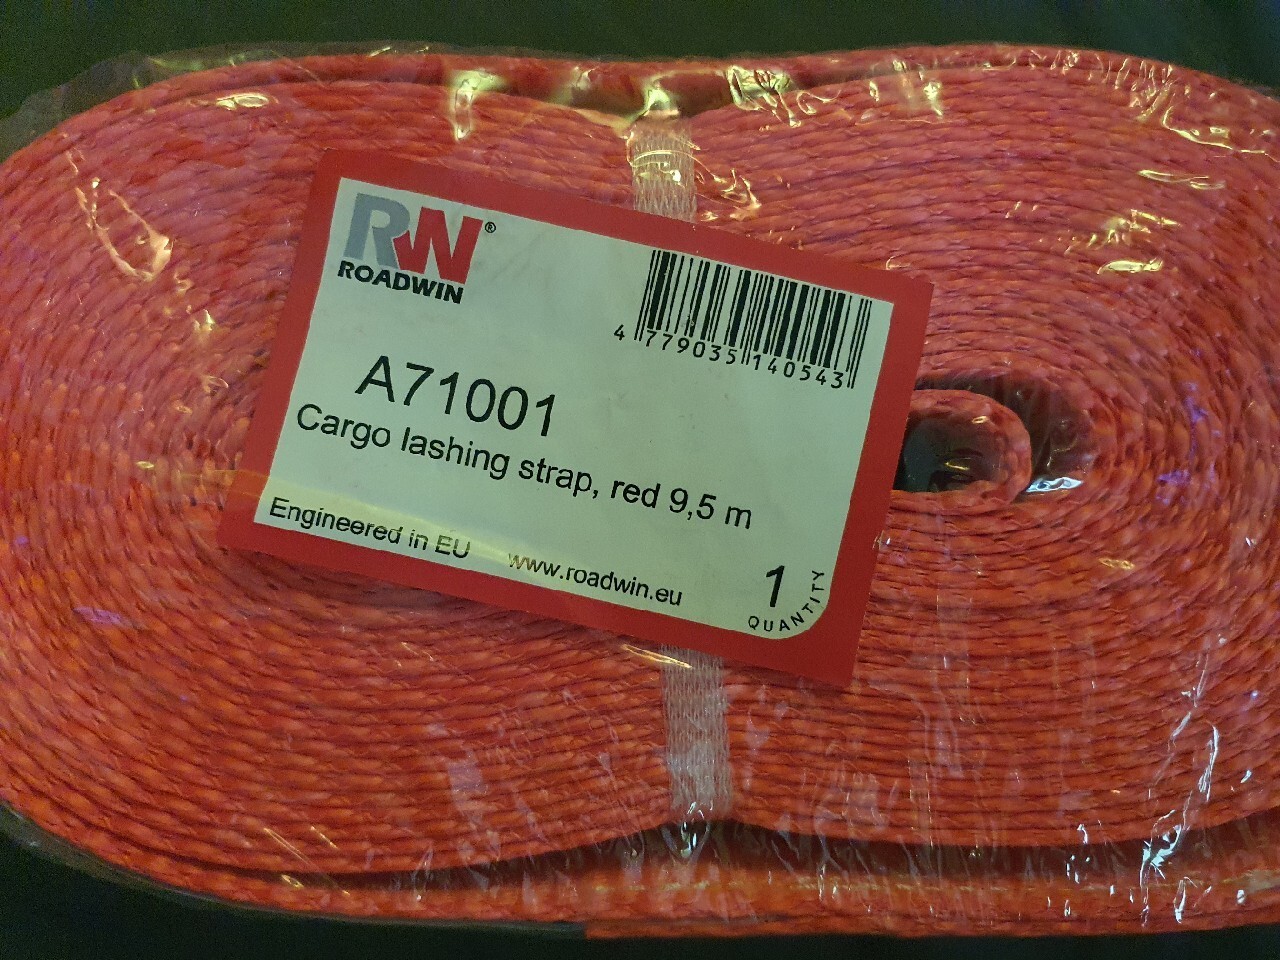 RW®
ROADWIN
4 779035 140543
A71001
Cargo lashing strap, red 9,5 m
Engineered in EU
www.roadwin.eu
1
QUANTITY